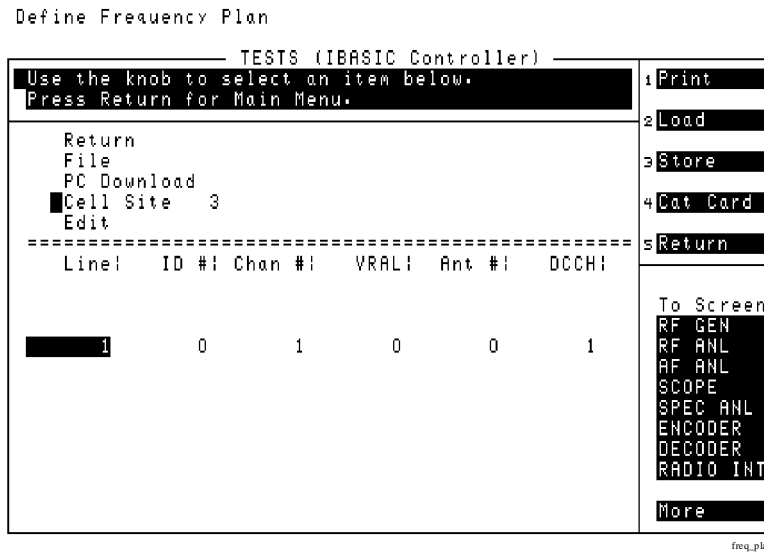 Define Frequency Plan
TESTS (IBASIC Controller)
Use the knob to select an item below.
Press Return for Main Menu.
Return
File
PC Download
Cell Site 3
Edit
==================================================
Line¦ ID #¦ Chan #¦ VRAL¦ Ant #¦ DCCH¦
1 0 1 0 0 1
1 Print
2 Load
3 Store
4 Cat Card
5 Return
To Screen
RF GEN
RF ANL
AF ANL
SCOPE
SPEC ANL
ENCODER
DECODER
RADIO INT
More